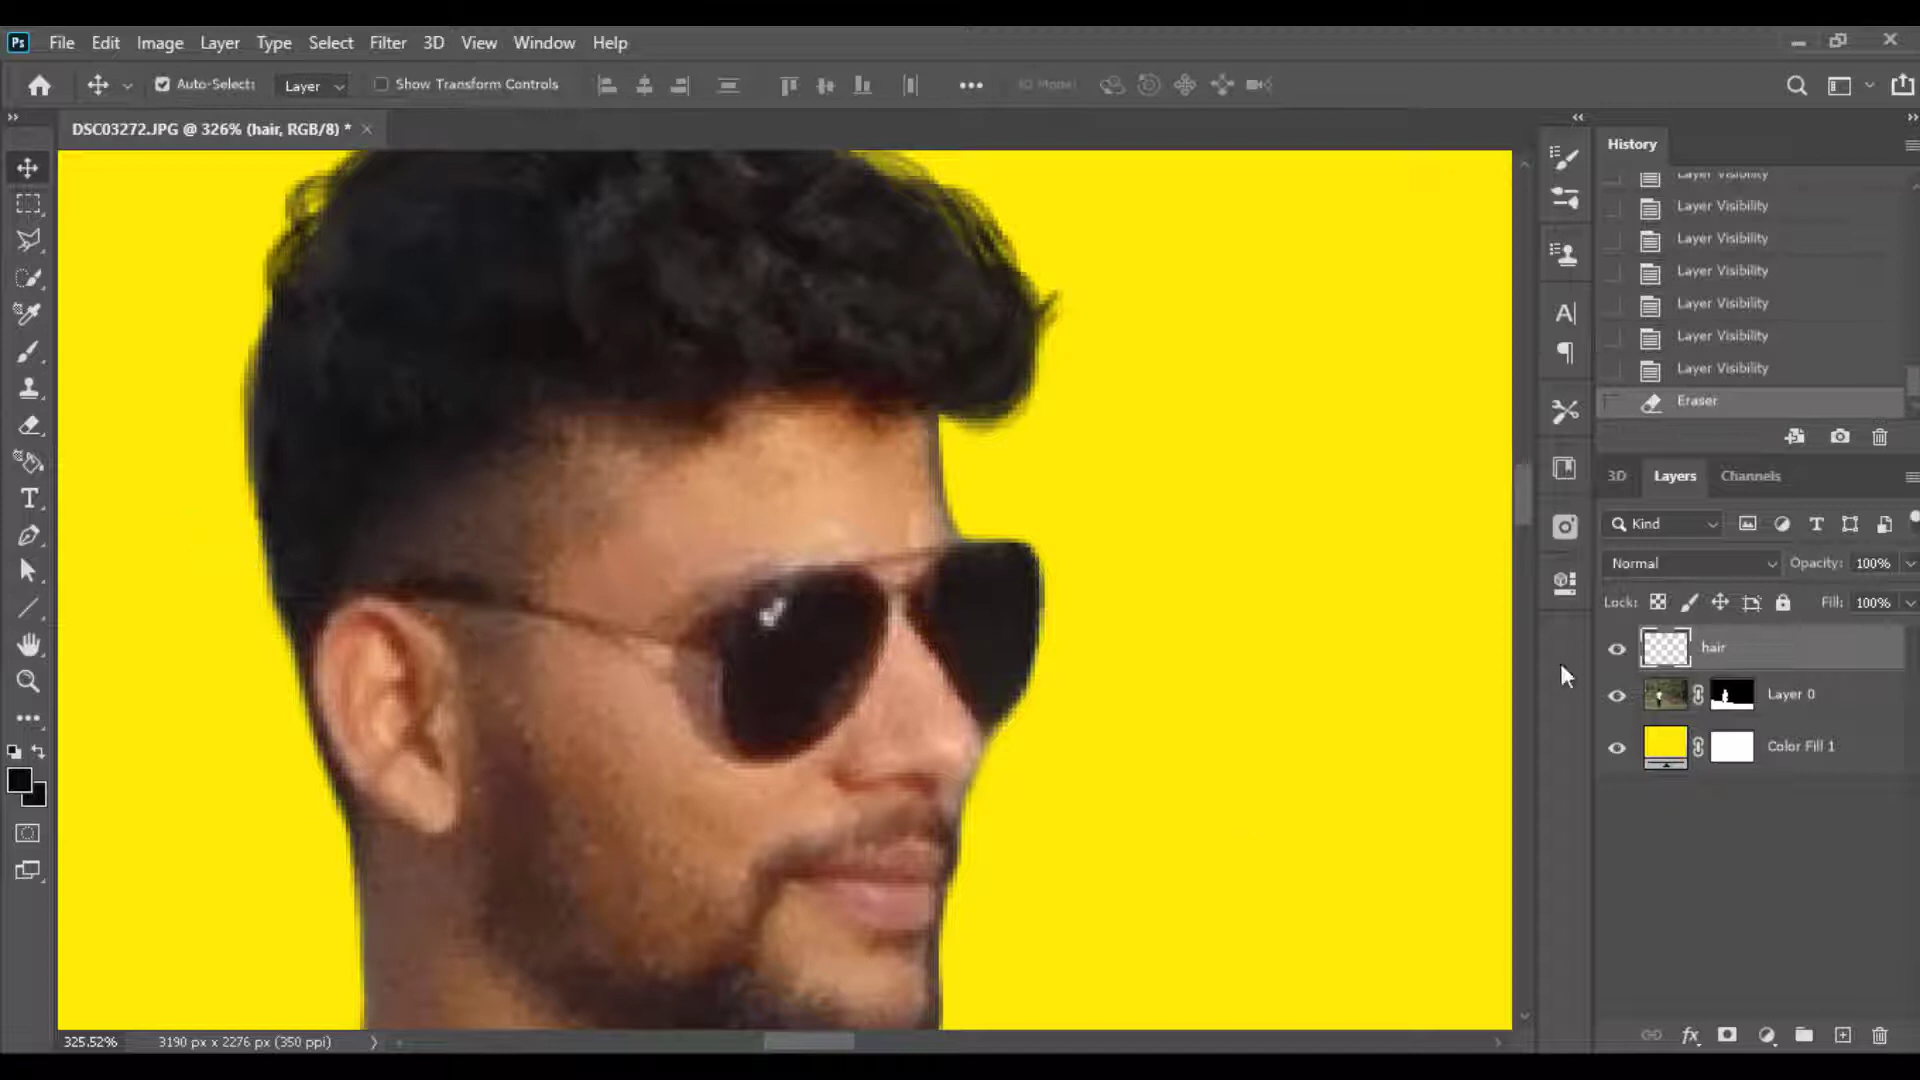 Ps File Edit Image Layer Type Select Filter 3D View Window Help
Auto-Select: Layer Show Transform Controls 3D Model:
DSC03272.JPG @ 326% (hair, RGB/8) *
History
Layer Visibility
Layer Visibility
Layer Visibility
Layer Visibility
Layer Visibility
Layer Visibility
Layer Visibility
Eraser
3D Layers Channels
Kind
Normal Opacity: 100%
Lock: Fill: 100%
hair
Layer 0
Color Fill 1
325.52% 3190 px x 2276 px (350 ppi)